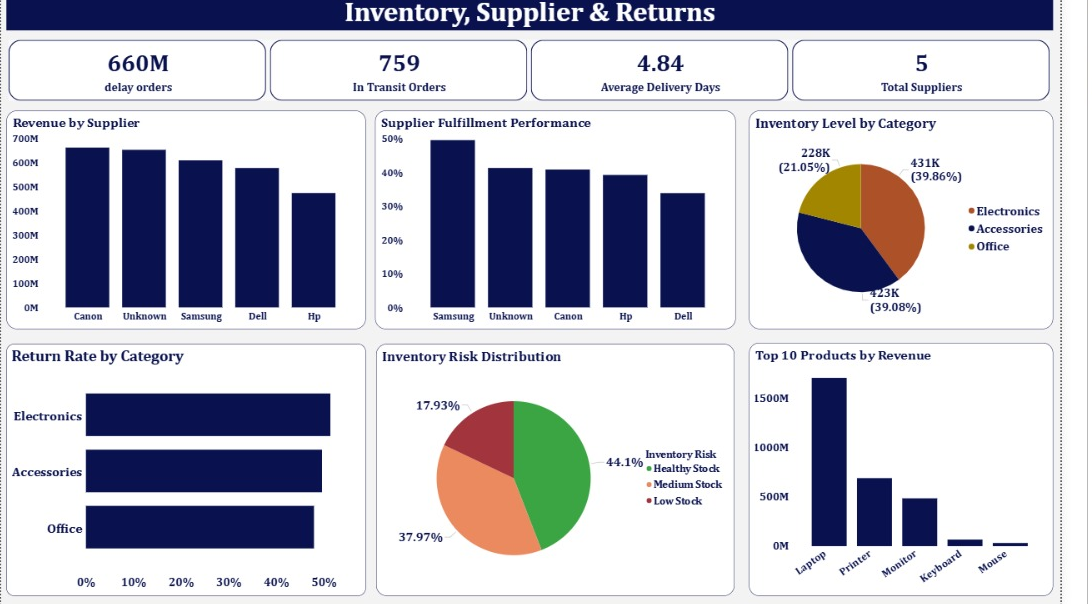 Inventory, Supplier & Returns
660M
delay orders
759
In Transit Orders
4.84
Average Delivery Days
5
Total Suppliers
Revenue by Supplier
700M
600M
500M
400M
300M
200M
100M
0M
Canon Unknown Samsung Dell Hp
Supplier Fulfillment Performance
50%
40%
30%
20%
10%
0%
Samsung Unknown Canon Hp Dell
Inventory Level by Category
228K
(21.05%)
431K
(39.86%)
423K
(39.08%)
Electronics
Accessories
Office
Return Rate by Category
Electronics
Accessories
Office
0% 10% 20% 30% 40% 50%
Inventory Risk Distribution
17.93%
44.1%
37.97%
Inventory Risk
Healthy Stock
Medium Stock
Low Stock
Top 10 Products by Revenue
1500M
1000M
500M
0M
Laptop Printer Monitor Keyboard Mouse